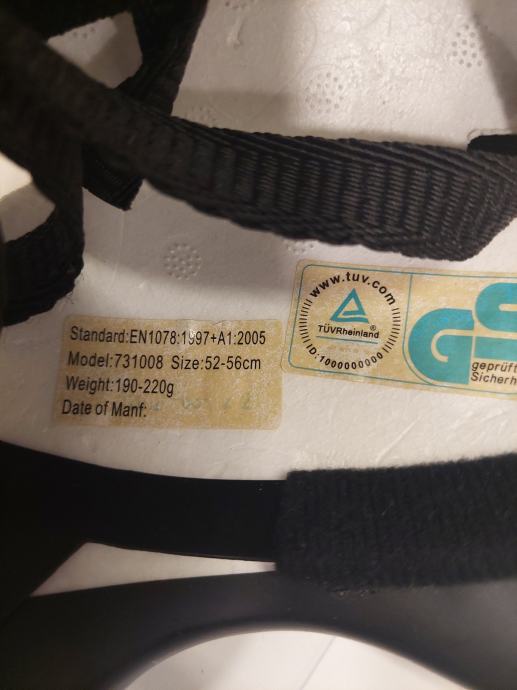 Standard:EN1078:1997+A1:2005
Model:731008 Size:52-56cm
Weight:190-220g
Date of Manf:
www.tuv.com
TÜVRheinland®
ID:1000000000
GS
geprüft